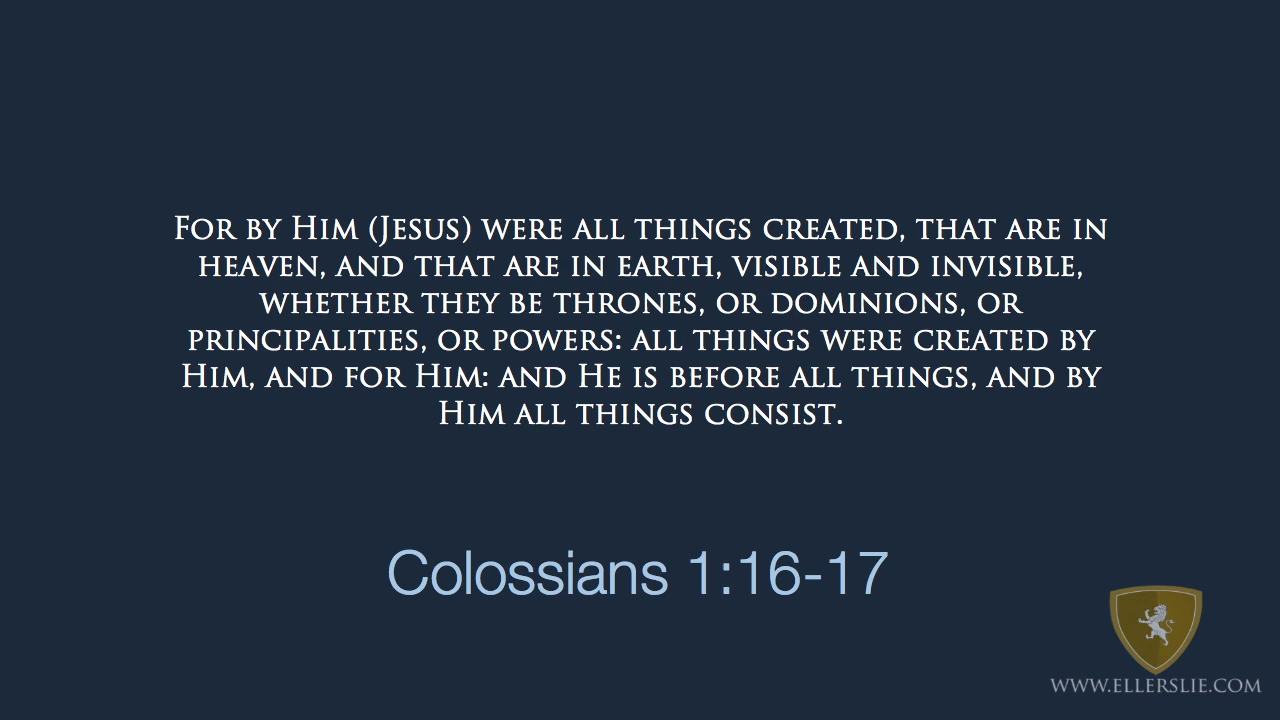 For by Him (Jesus) were all things created, that are in
heaven, and that are in earth, visible and invisible,
whether they be thrones, or dominions, or
principalities, or powers: all things were created by
Him, and for Him: and He is before all things, and by
Him all things consist.
Colossians 1:16-17
www.ellerslie.com